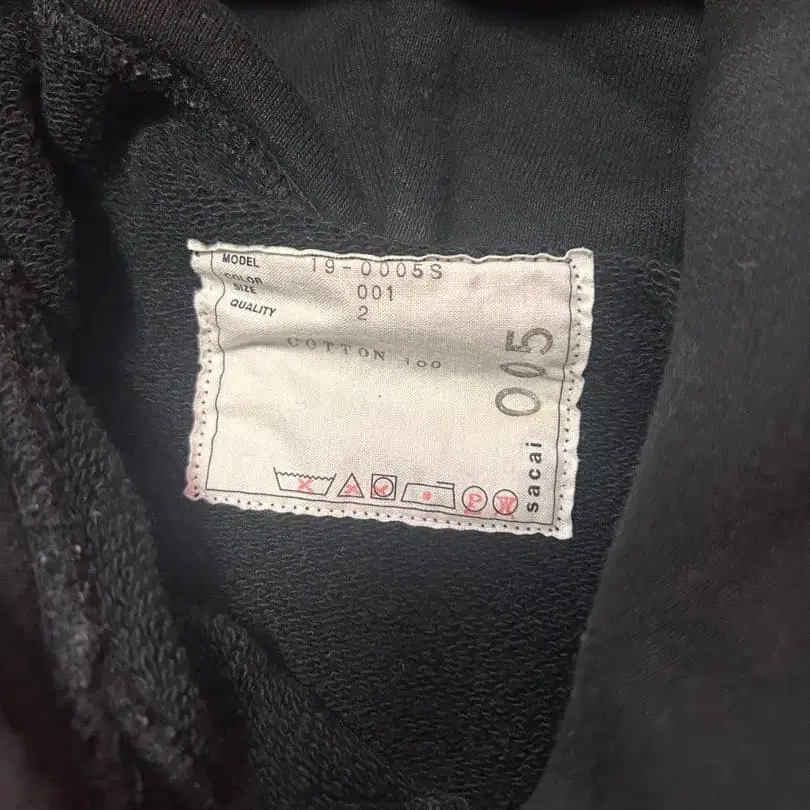 MODEL 19-0005S
COLOR 001
SIZE 2
QUALITY
COTTON 100
005
sacai
P
W